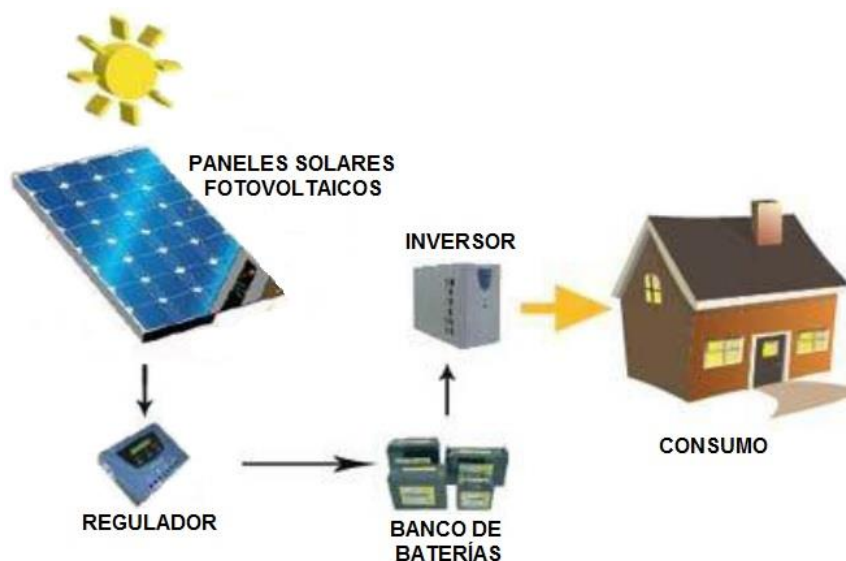 PANELES SOLARES
FOTOVOLTAICOS
INVERSOR
CONSUMO
REGULADOR
BANCO DE
BATERÍAS